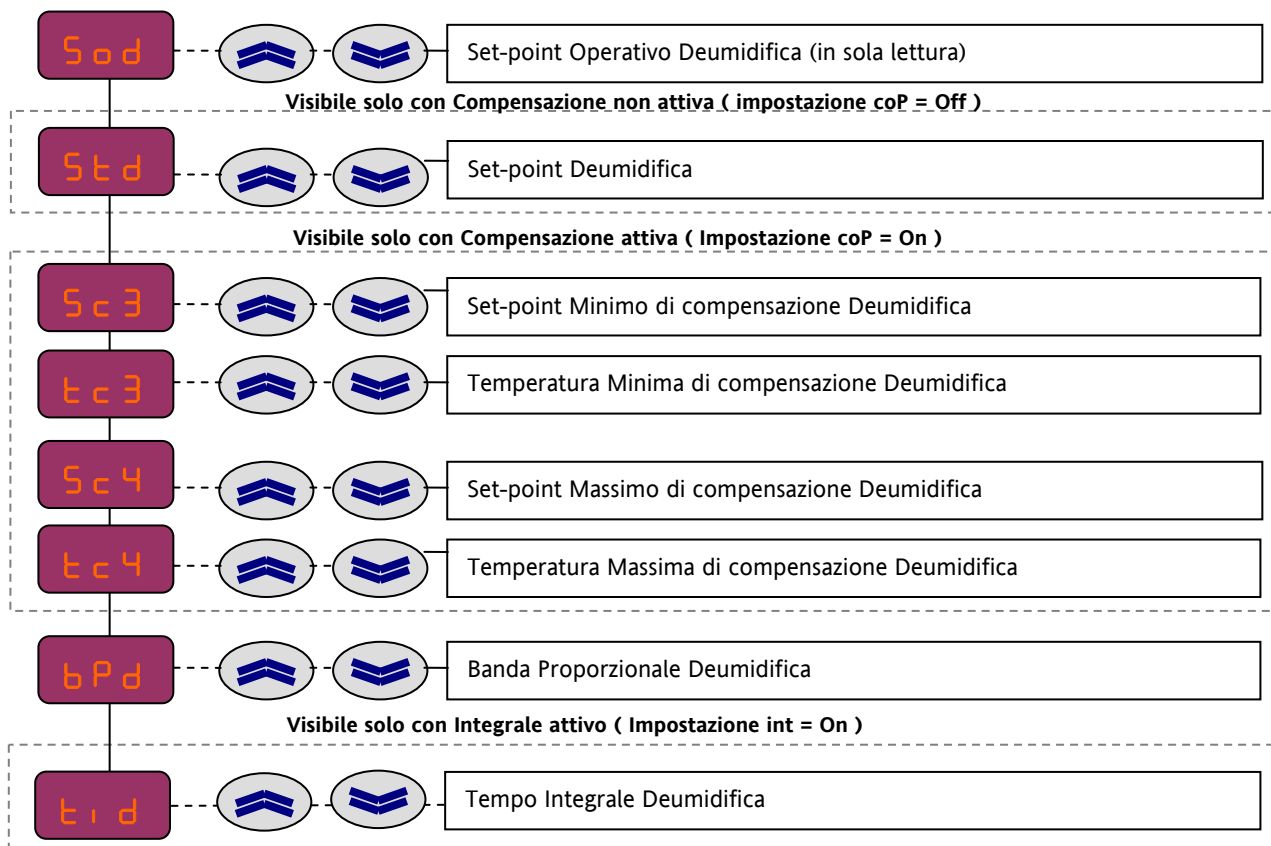 Sod
Set-point Operativo Deumidifica (in sola lettura)
Visibile solo con Compensazione non attiva ( impostazione coP = Off )
Std
Set-point Deumidifica
Visibile solo con Compensazione attiva ( Impostazione coP = On )
Sc3
Set-point Minimo di compensazione Deumidifica
tc3
Temperatura Minima di compensazione Deumidifica
Sc4
Set-point Massimo di compensazione Deumidifica
tc4
Temperatura Massima di compensazione Deumidifica
bPd
Banda Proporzionale Deumidifica
Visibile solo con Integrale attivo ( Impostazione int = On )
tid
Tempo Integrale Deumidifica